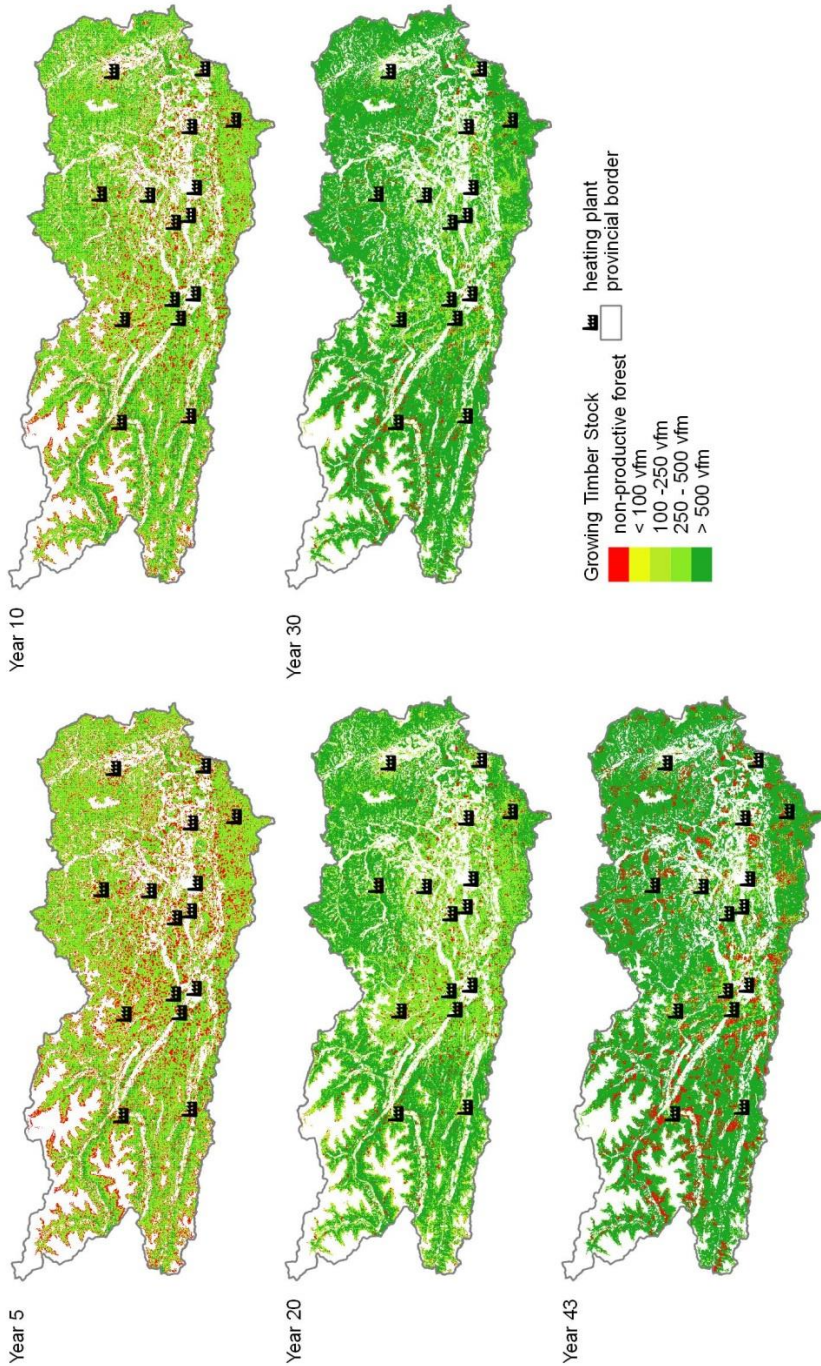 Year 5
Year 10
Year 20
Year 30
Year 43
Growing Timber Stock
non-productive forest
< 100 vfm
100 -250 vfm
250 - 500 vfm
> 500 vfm
heating plant
provincial border